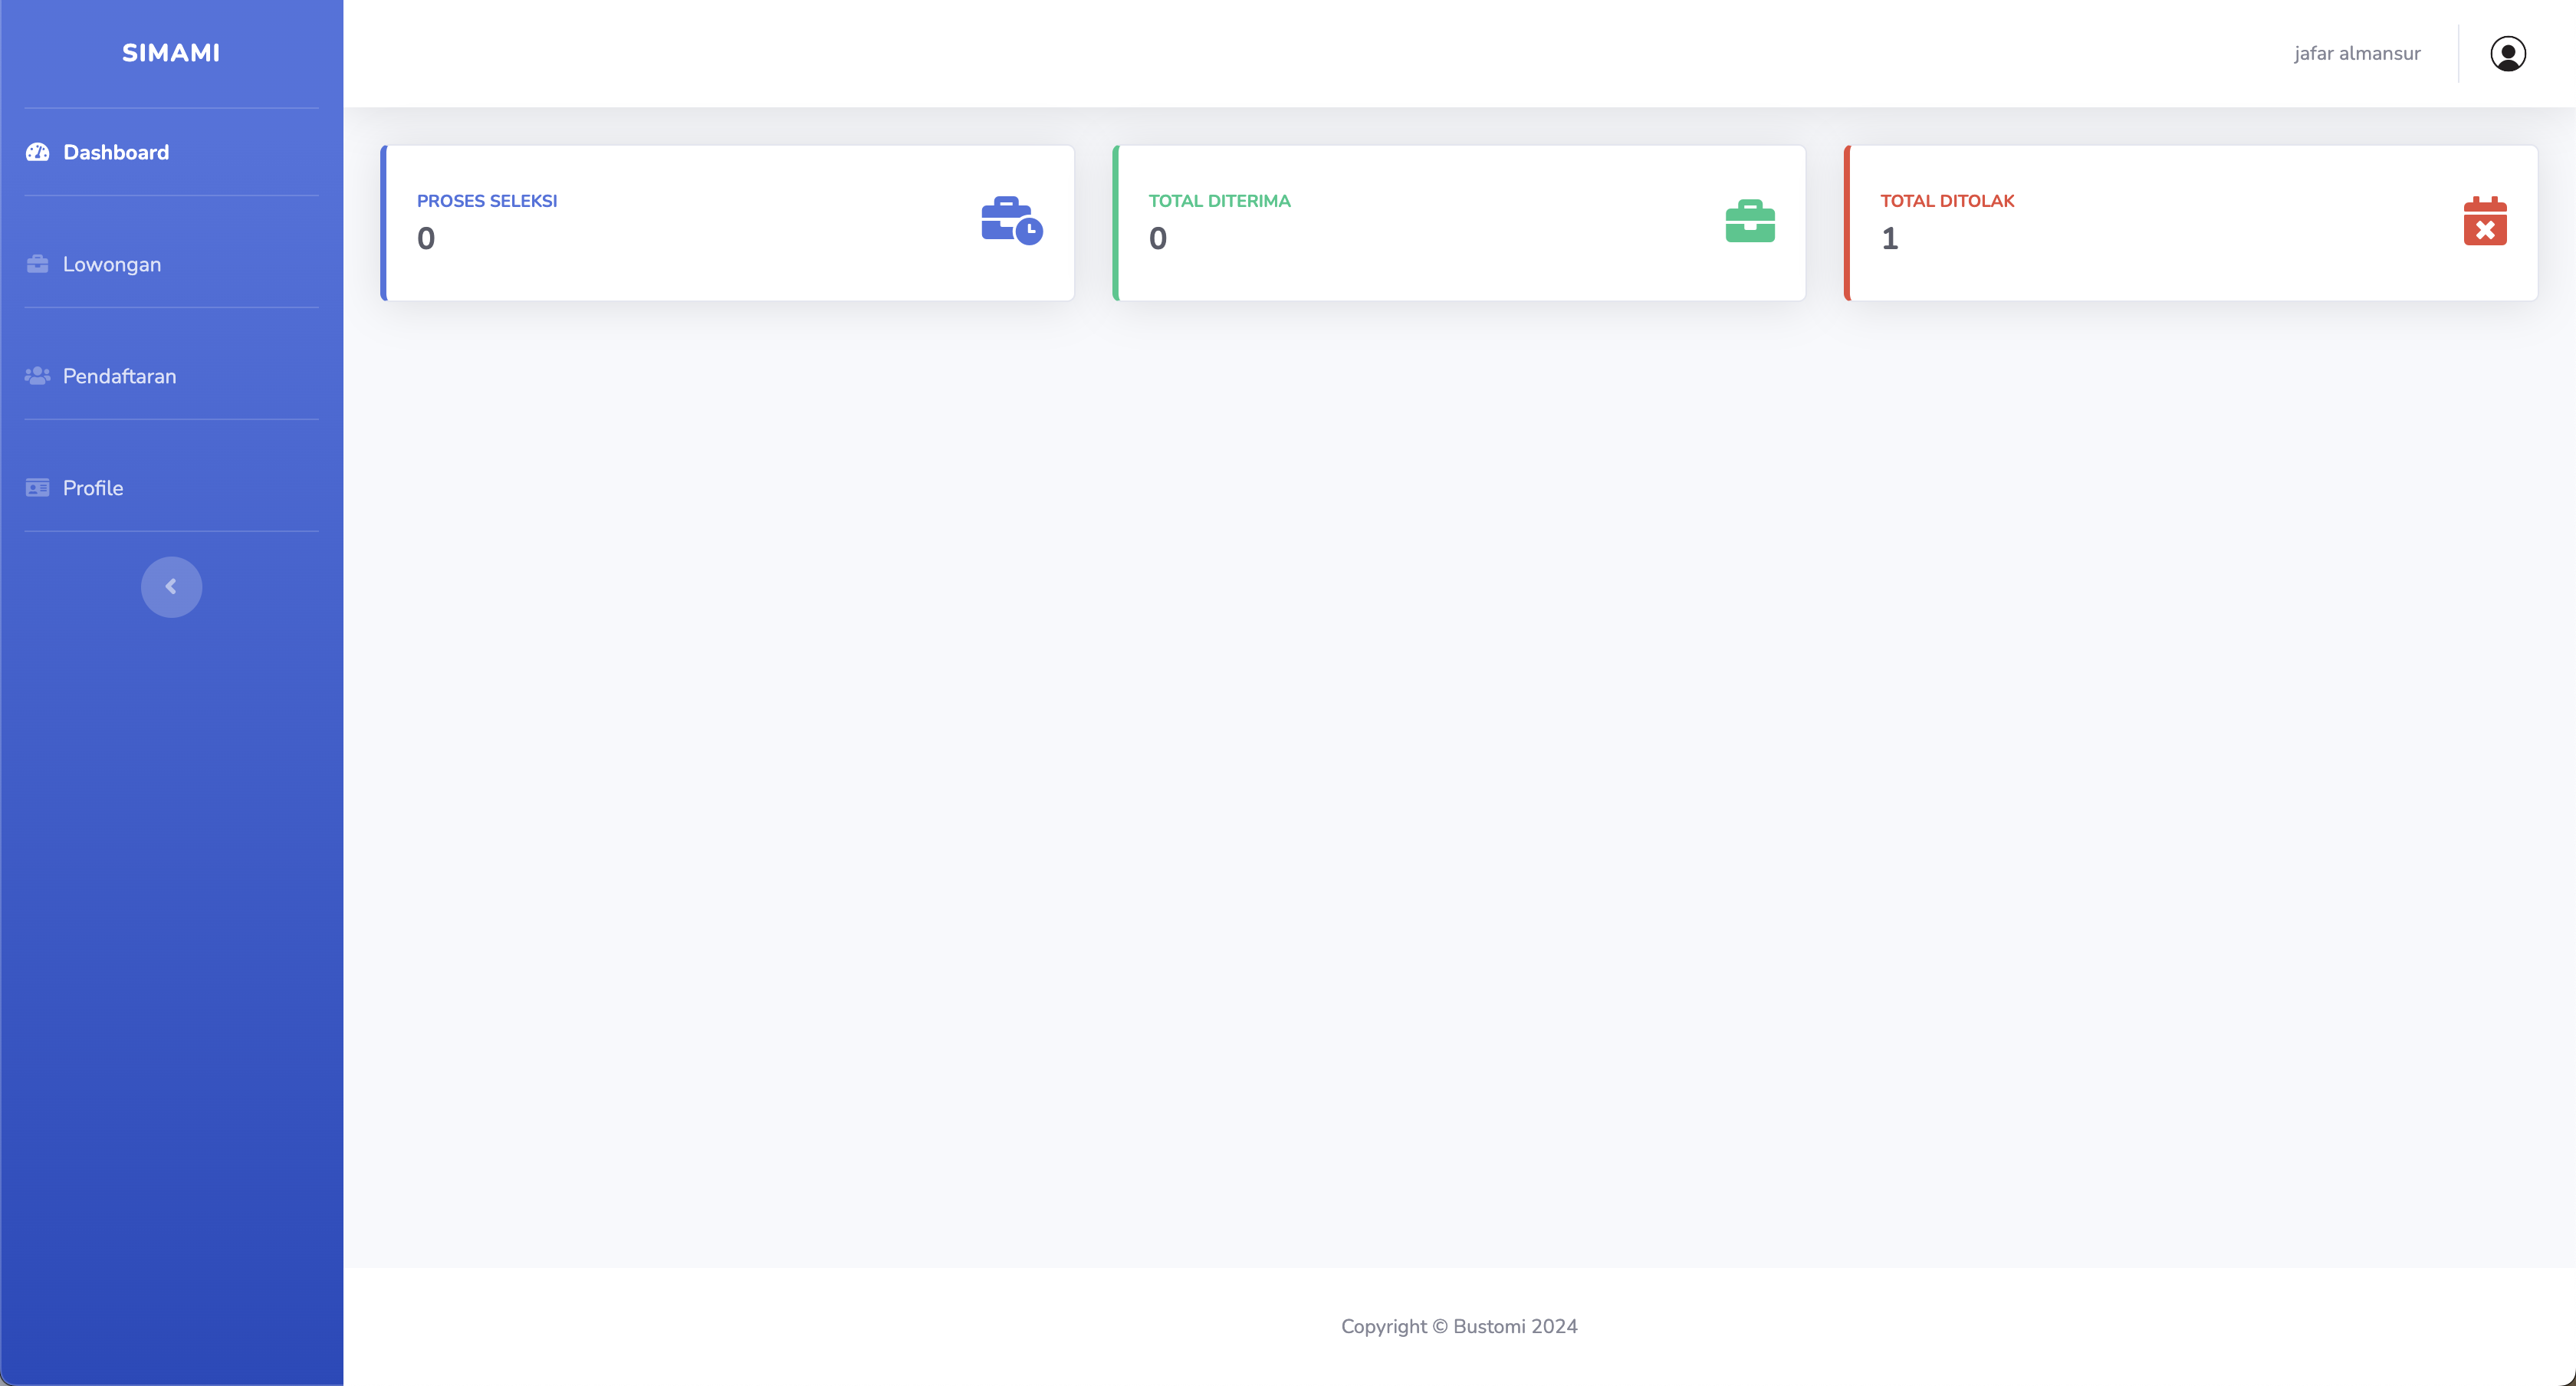 SIMAMI
Dashboard
Lowongan
Pendaftaran
Profile
jafar almansur
PROSES SELEKSI
0
TOTAL DITERIMA
0
TOTAL DITOLAK
1
Copyright © Bustomi 2024